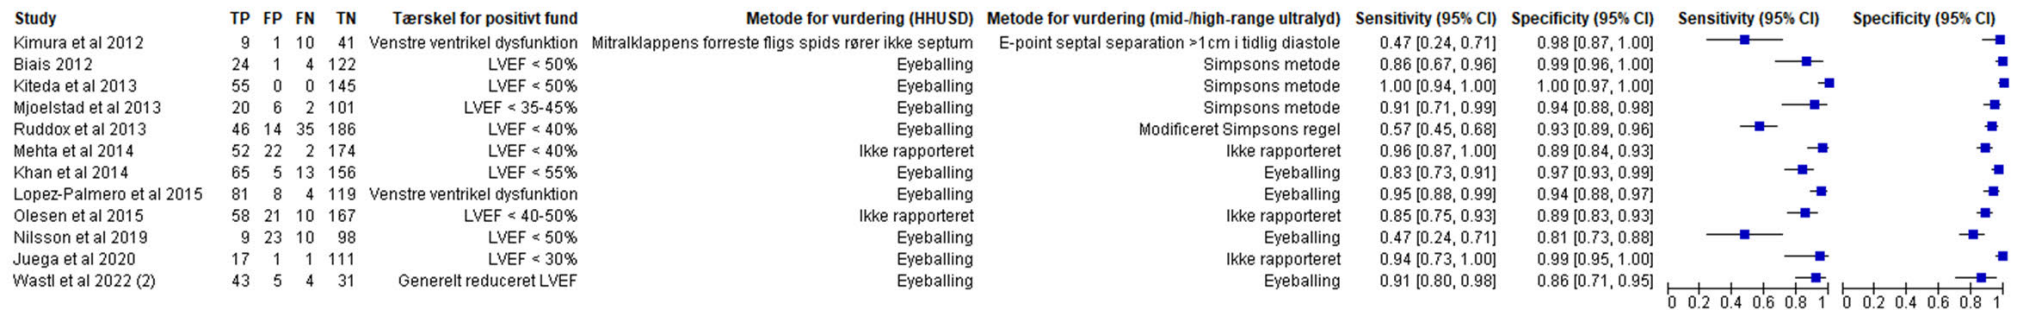 Study TP FP FN TN Tærskel for positivt fund Metode for vurdering (HHUSD) Metode for vurdering (mid-/high-range ultralyd) Sensitivity (95% CI) Specificity (95% CI) Sensitivity (95% CI) Specificity (95% CI)
Kimura et al 2012 9 1 10 41 Venstre ventrikel dysfunktion Mitralklappens forreste fligs spids rører ikke septum E-point septal separation >1cm i tidlig diastole 0.47 [0.24, 0.71] 0.98 [0.87, 1.00]
Biais 2012 24 1 4 122 LVEF < 50% Eyeballing Simpsons metode 0.86 [0.67, 0.96] 0.99 [0.96, 1.00]
Kiteda et al 2013 55 0 0 145 LVEF < 50% Eyeballing Simpsons metode 1.00 [0.94, 1.00] 1.00 [0.97, 1.00]
Mjoelstad et al 2013 20 6 2 101 LVEF < 35-45% Eyeballing Simpsons metode 0.91 [0.71, 0.99] 0.94 [0.88, 0.98]
Ruddox et al 2013 46 14 35 186 LVEF < 40% Eyeballing Modificeret Simpsons regel 0.57 [0.45, 0.68] 0.93 [0.89, 0.96]
Mehta et al 2014 52 22 2 174 LVEF < 40% Ikke rapporteret Ikke rapporteret 0.96 [0.87, 1.00] 0.89 [0.84, 0.93]
Khan et al 2014 65 5 13 156 LVEF < 55% Eyeballing Eyeballing 0.83 [0.73, 0.91] 0.97 [0.93, 0.99]
Lopez-Palmero et al 2015 81 8 4 119 Venstre ventrikel dysfunktion Eyeballing Eyeballing 0.95 [0.88, 0.99] 0.94 [0.88, 0.97]
Olesen et al 2015 58 21 10 167 LVEF < 40-50% Ikke rapporteret Ikke rapporteret 0.85 [0.75, 0.93] 0.89 [0.83, 0.93]
Nilsson et al 2019 9 23 10 98 LVEF < 50% Eyeballing Eyeballing 0.47 [0.24, 0.71] 0.81 [0.73, 0.88]
Juega et al 2020 17 1 1 111 LVEF < 30% Eyeballing Ikke rapporteret 0.94 [0.73, 1.00] 0.99 [0.95, 1.00]
Wastl et al 2022 (2) 43 5 4 31 Generelt reduceret LVEF Eyeballing Eyeballing 0.91 [0.80, 0.98] 0.86 [0.71, 0.95]
0 0.2 0.4 0.6 0.8 1 0 0.2 0.4 0.6 0.8 1